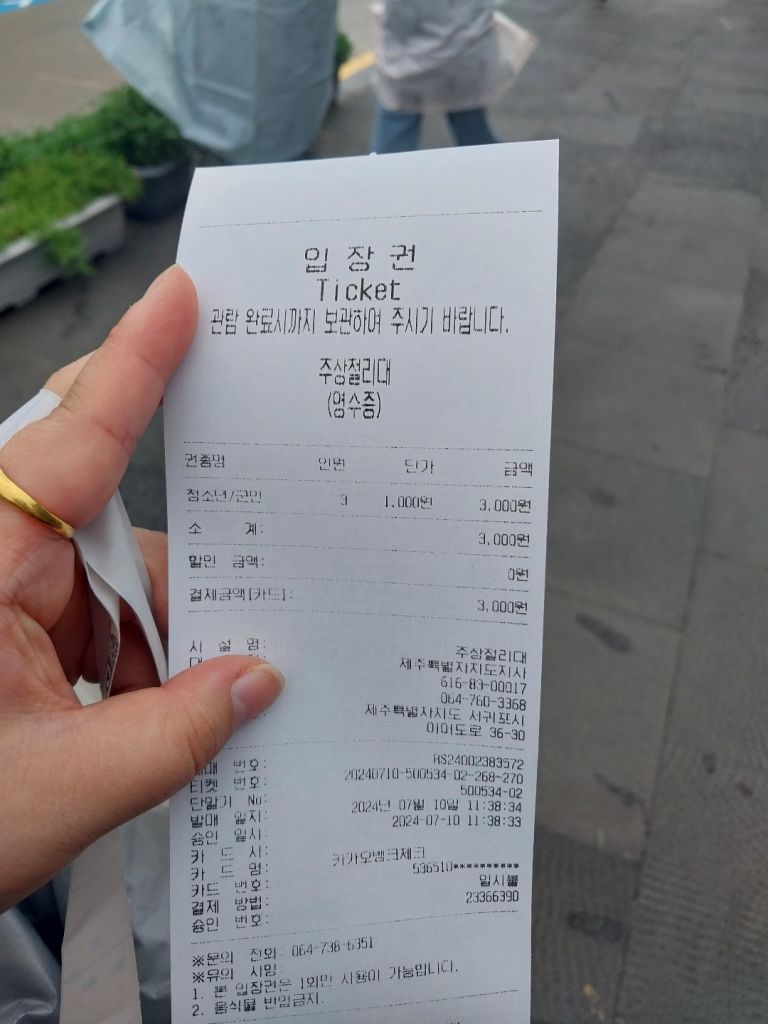 입 장 권
Ticket
관람 완료시까지 보관하여 주시기 바랍니다.
주상절리대
(영수증)
권종명 인원 단가 금액
청소년/군인 3 1,000원 3,000원
소 계: 3,000원
할인 금액: 0원
결제금액[카드]: 3,000원
시 설 명: 주상절리대
제주특별자치도지사
616-83-00017
064-760-3368
제주특별자치도 서귀포시
이어도로 36-30
번호: RS24002383572
티켓 번호: 20240710-500534-02-268-270
단말기 No: 500534-02
발매 일자: 2024년 07월 10일 11:38:34
승인 일시: 2024-07-10 11:38:33
카 드 사:
카 드 명: 카카오뱅크체크
카드 번호: 536510**********
결제 방법: 일시불
승인 번호: 23366390
※문의 전화: 064-738-6351
※유의 사항:
1. 본 입장권은 1회만 사용이 가능합니다.
2. 음식물 반입금지.